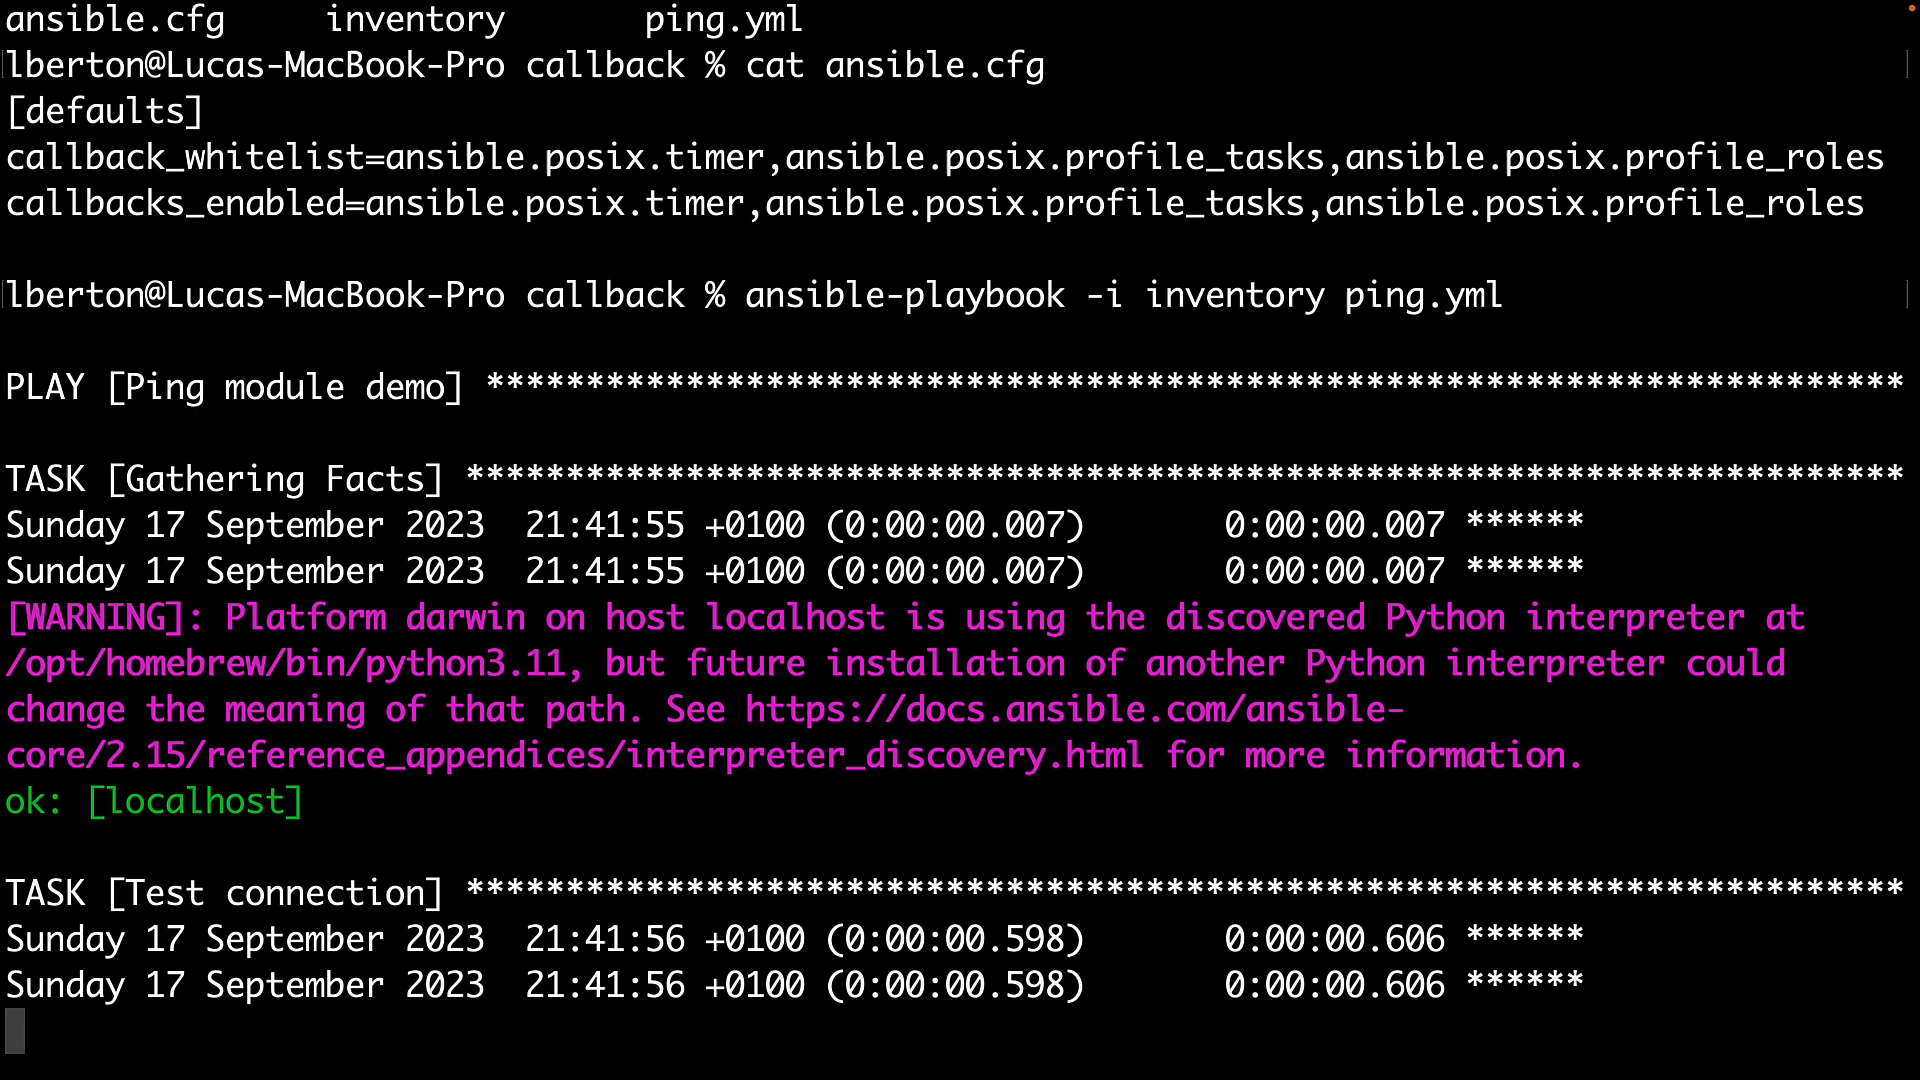 ansible.cfg     inventory       ping.yml
lberton@Lucas-MacBook-Pro callback % cat ansible.cfg
[defaults]
callback_whitelist=ansible.posix.timer,ansible.posix.profile_tasks,ansible.posix.profile_roles
callbacks_enabled=ansible.posix.timer,ansible.posix.profile_tasks,ansible.posix.profile_roles
lberton@Lucas-MacBook-Pro callback % ansible-playbook -i inventory ping.yml
PLAY [Ping module demo] ***********************************************************************
TASK [Gathering Facts] ************************************************************************
Sunday 17 September 2023  21:41:55 +0100 (0:00:00.007)       0:00:00.007 ******
Sunday 17 September 2023  21:41:55 +0100 (0:00:00.007)       0:00:00.007 ******
[WARNING]: Platform darwin on host localhost is using the discovered Python interpreter at
/opt/homebrew/bin/python3.11, but future installation of another Python interpreter could
change the meaning of that path. See https://docs.ansible.com/ansible-
core/2.15/reference_appendices/interpreter_discovery.html for more information.
ok: [localhost]
TASK [Test connection] ************************************************************************
Sunday 17 September 2023  21:41:56 +0100 (0:00:00.598)       0:00:00.606 ******
Sunday 17 September 2023  21:41:56 +0100 (0:00:00.598)       0:00:00.606 ******